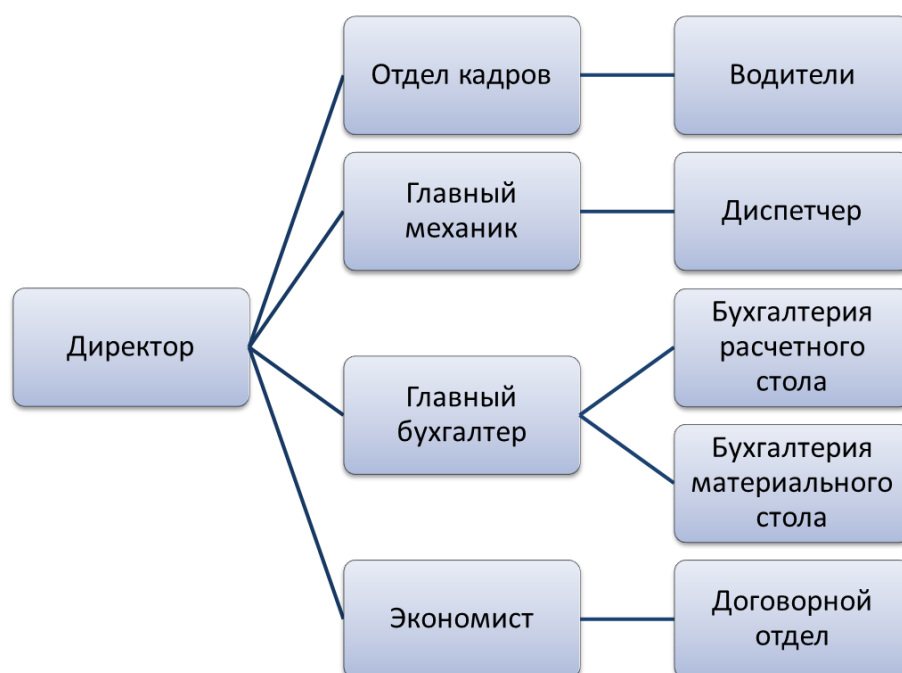 Отдел кадров
Водители
Главный
механик
Диспетчер
Директор
Бухгалтерия
расчетного
стола
Главный
бухгалтер
Бухгалтерия
материального
стола
Экономист
Договорной
отдел